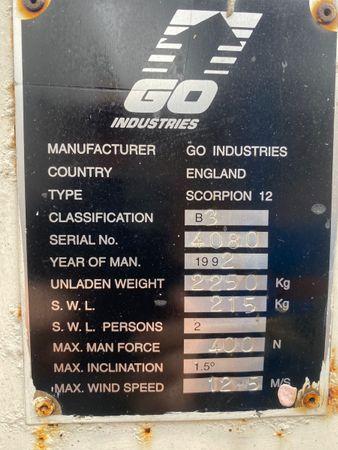 GO
INDUSTRIES
MANUFACTURER GO INDUSTRIES
COUNTRY ENGLAND
TYPE SCORPION 12
CLASSIFICATION B3
SERIAL No. 4080
YEAR OF MAN. 1992
UNLADEN WEIGHT 2250 Kg
S. W. L. 215 Kg
S. W. L. PERSONS 2
MAX. MAN FORCE 400 N
MAX. INCLINATION 1.5º
MAX. WIND SPEED 12-5 M/S